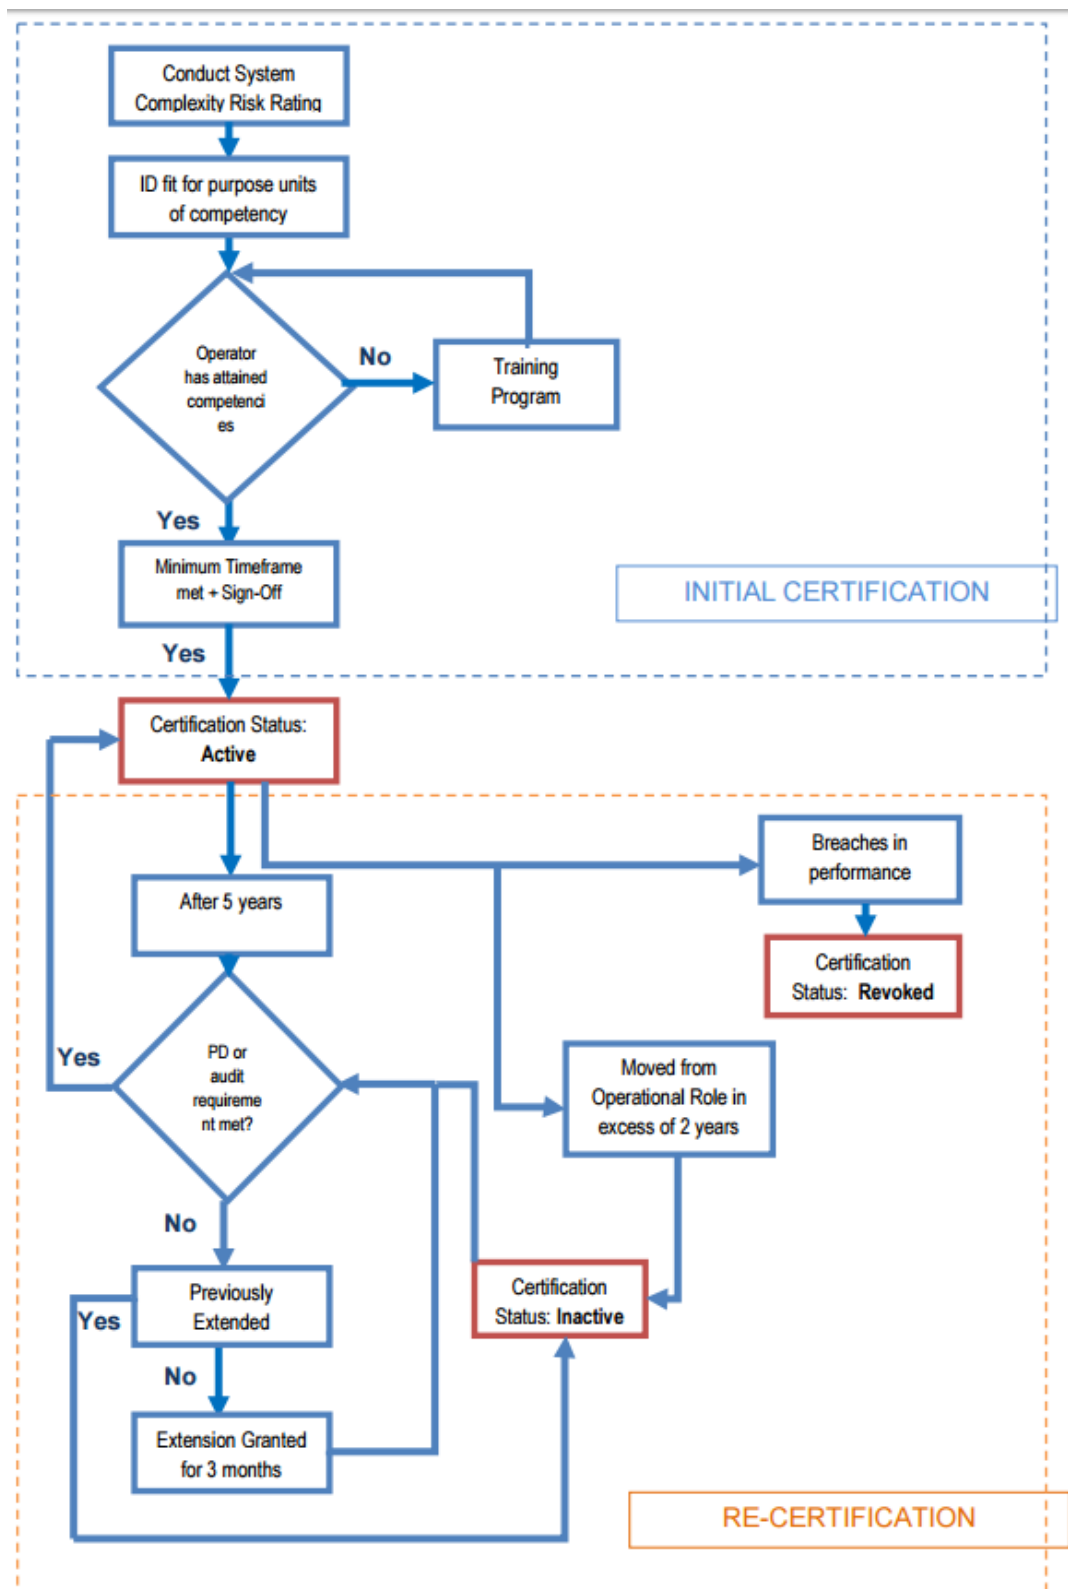 Conduct System
Complexity Risk Rating
ID fit for purpose units
of competency
Operator
has attained
competenci
es
No
Training
Program
Yes
Minimum Timeframe
met + Sign-Off
INITIAL CERTIFICATION
Yes
Certification Status:
Active
Breaches in
performance
After 5 years
Certification
Status: Revoked
Yes
PD or
audit
requireme
nt met?
Moved from
Operational Role in
excess of 2 years
No
Previously
Extended
Yes
Certification
Status: Inactive
No
Extension Granted
for 3 months
RE-CERTIFICATION